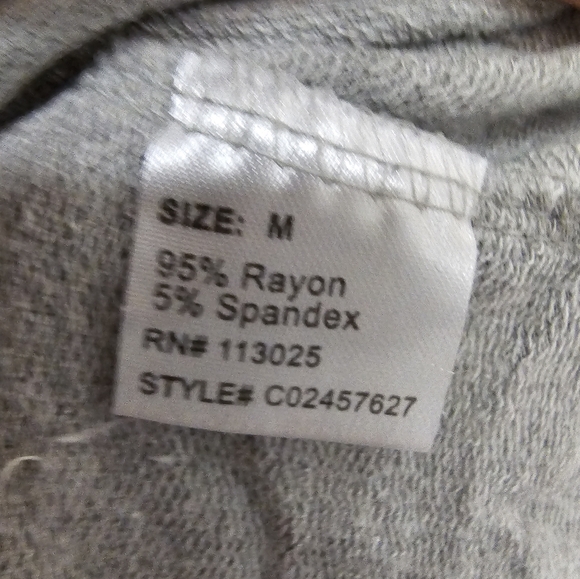 SIZE: M
95% Rayon
5% Spandex
RN# 113025
STYLE# C02457627